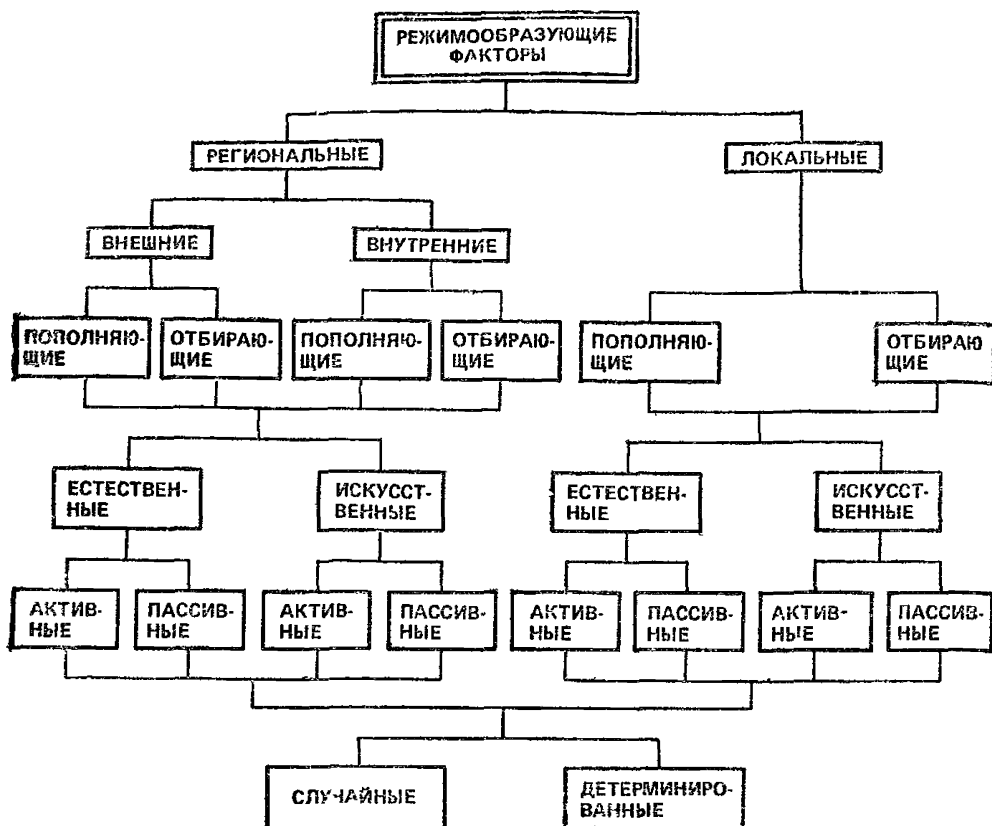 РЕЖИМООБРАЗУЮЩИЕ
ФАКТОРЫ
РЕГИОНАЛЬНЫЕ
ЛОКАЛЬНЫЕ
ВНЕШНИЕ
ВНУТРЕННИЕ
ПОПОЛНЯЮ-
ЩИЕ
ОТБИРАЮ-
ЩИЕ
ПОПОЛНЯЮ-
ЩИЕ
ОТБИРАЮ-
ЩИЕ
ПОПОЛНЯЮ-
ЩИЕ
ОТБИРАЮ
ЩИЕ
ЕСТЕСТВЕН-
НЫЕ
ИСКУССТ-
ВЕННЫЕ
ЕСТЕСТВЕН-
НЫЕ
ИСКУССТ-
ВЕННЫЕ
АКТИВ-
НЫЕ
ПАССИВ-
НЫЕ
АКТИВ-
НЫЕ
ПАССИВ-
НЫЕ
АКТИВ-
НЫЕ
ПАССИВ-
НЫЕ
АКТИВ-
НЫЕ
ПАССИВ-
НЫЕ
СЛУЧАЙНЫЕ
ДЕТЕРМИНИРО-
ВАННЫЕ